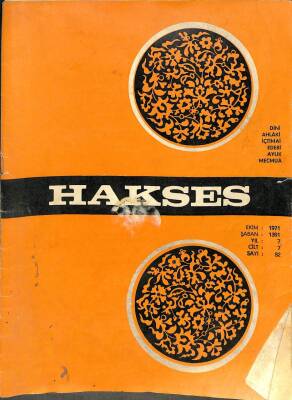 DİNİ
AHLAKİ
İÇTİMAİ
EDEBİ
AYLIK
MECMUA
HAKSES
EKİM : 1971
ŞABAN : 1391
YIL : 7
CİLT : 7
SAYI : 82